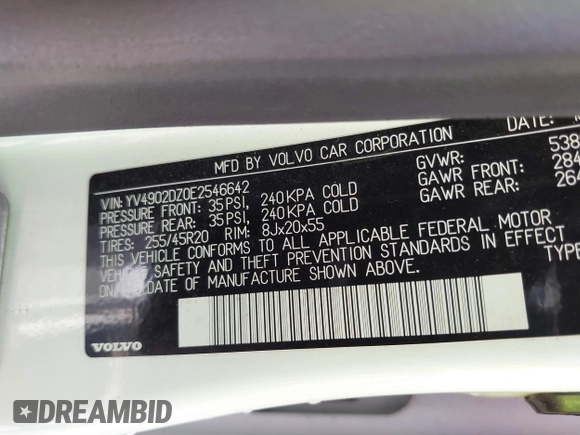 MFD BY VOLVO CAR CORPORATION DATE:
VIN: YV4902DZ0E2546642
PRESSURE FRONT: 35PSI, 240KPA COLD
PRESSURE REAR: 35PSI, 240KPA COLD
TIRES: 255/45R20 RIM: 8Jx20x55
GVWR: 538
GAWR FRONT: 284
GAWR REAR: 264
THIS VEHICLE CONFORMS TO ALL APPLICABLE FEDERAL MOTOR
VEHICLE SAFETY AND THEFT PREVENTION STANDARDS IN EFFECT
ON THE DATE OF MANUFACTURE SHOWN ABOVE.
TYPE
VOLVO
DREAMBID